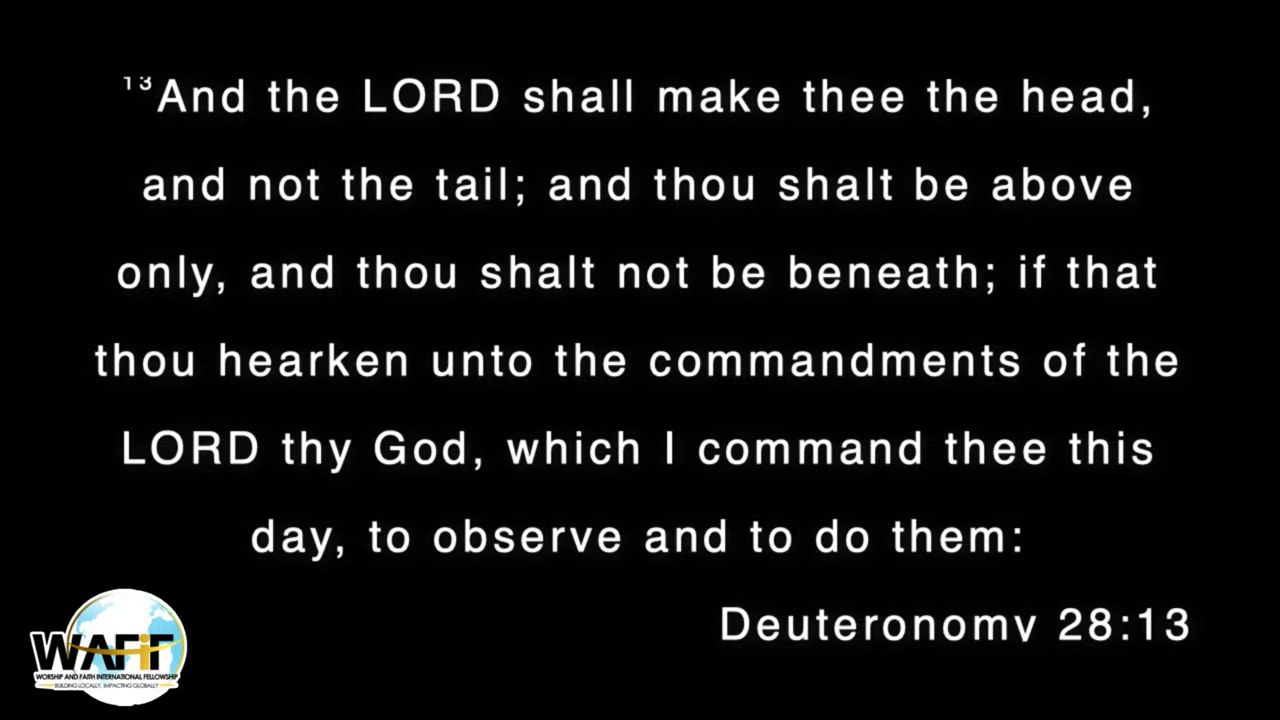 13And the LORD shall make thee the head,
and not the tail; and thou shalt be above
only, and thou shalt not be beneath; if that
thou hearken unto the commandments of the
LORD thy God, which I command thee this
day, to observe and to do them:
Deuteronomy 28:13
WAFiF
WORSHIP AND FAITH INTERNATIONAL FELLOWSHIP
BUILDING LOCALLY, IMPACTING GLOBALLY